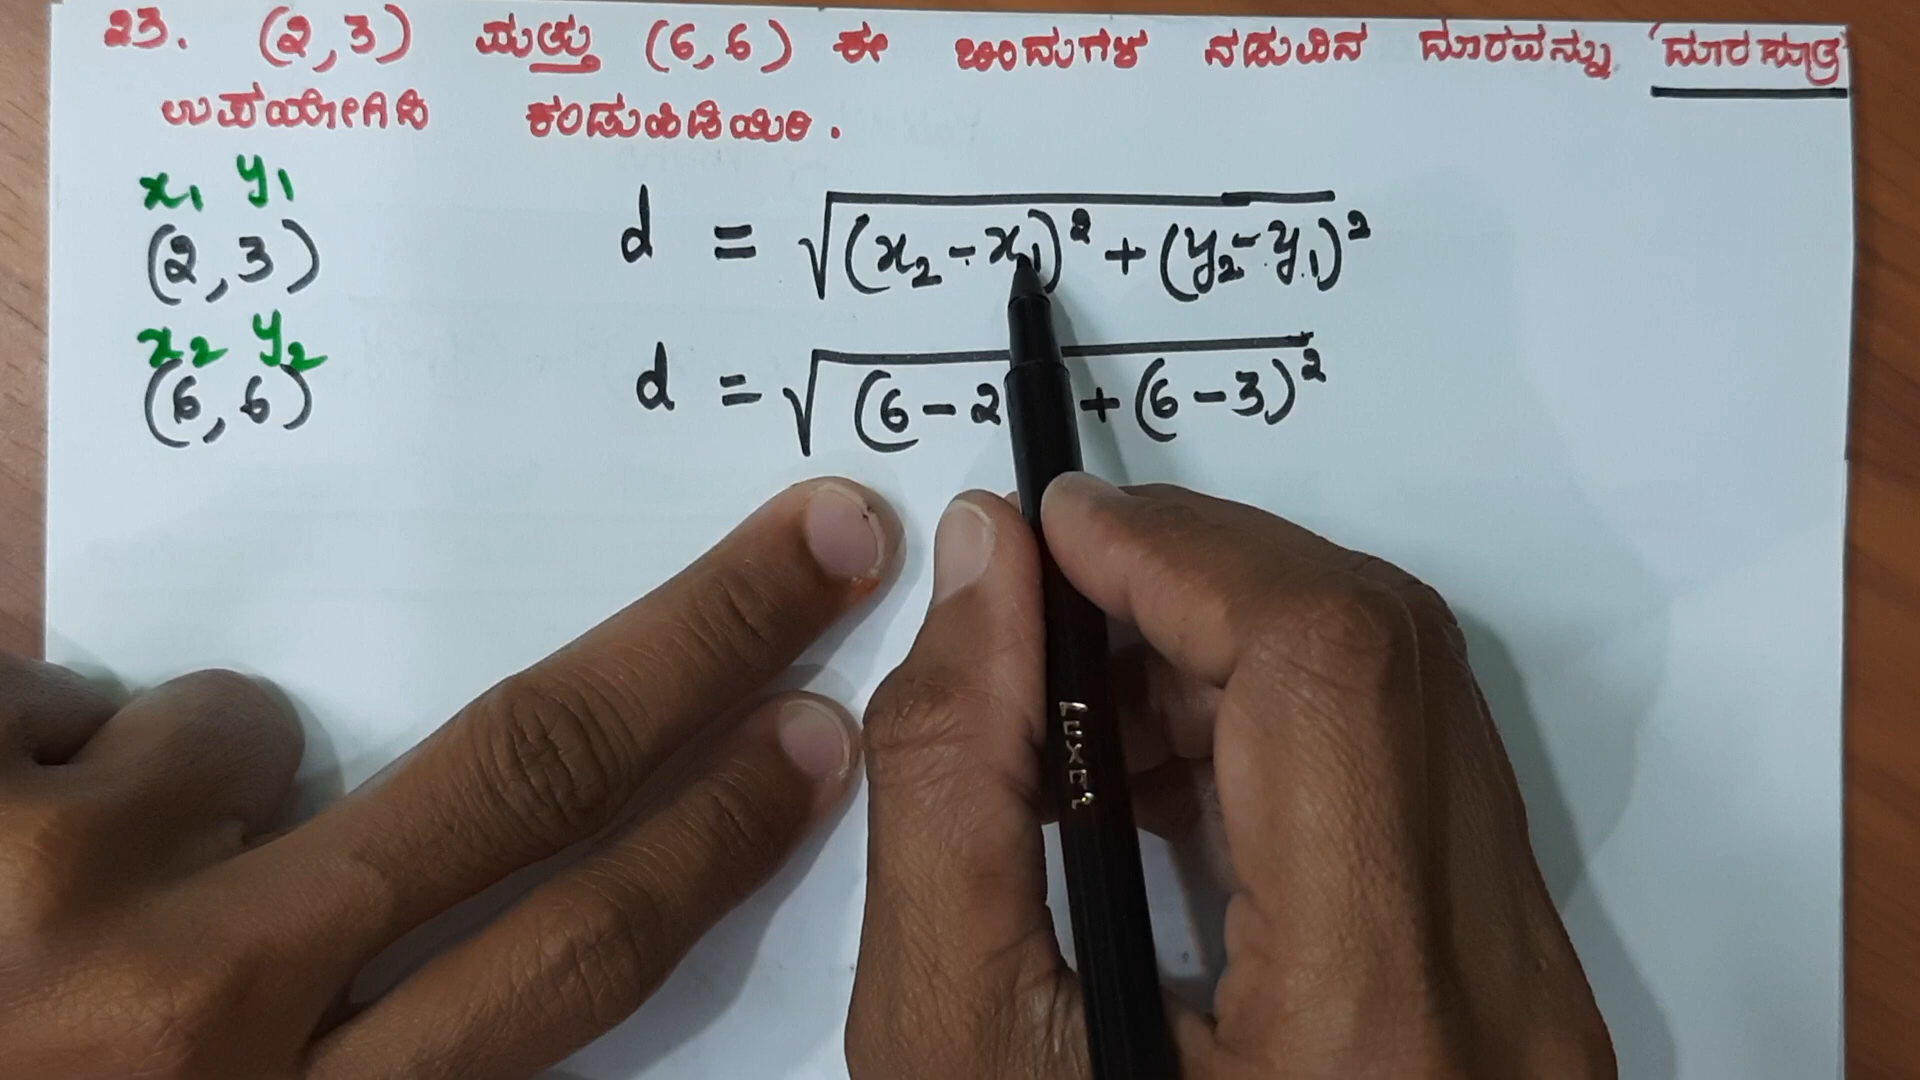 23. (2,3) ಮತ್ತು (6,6) ಈ ಬಿಂದುಗಳ ನಡುವಿನ ದೂರವನ್ನು 'ದೂರ ಸೂತ್ರ'
ಉಪಯೋಗಿಸಿ ಕಂಡುಹಿಡಿಯಿರಿ.
x₁ y₁
(2,3)
x₂ y₂
(6,6)
d = √(x₂-x₁)² + (y₂-y₁)²
d = √(6-2 + (6-3)²
Luxor